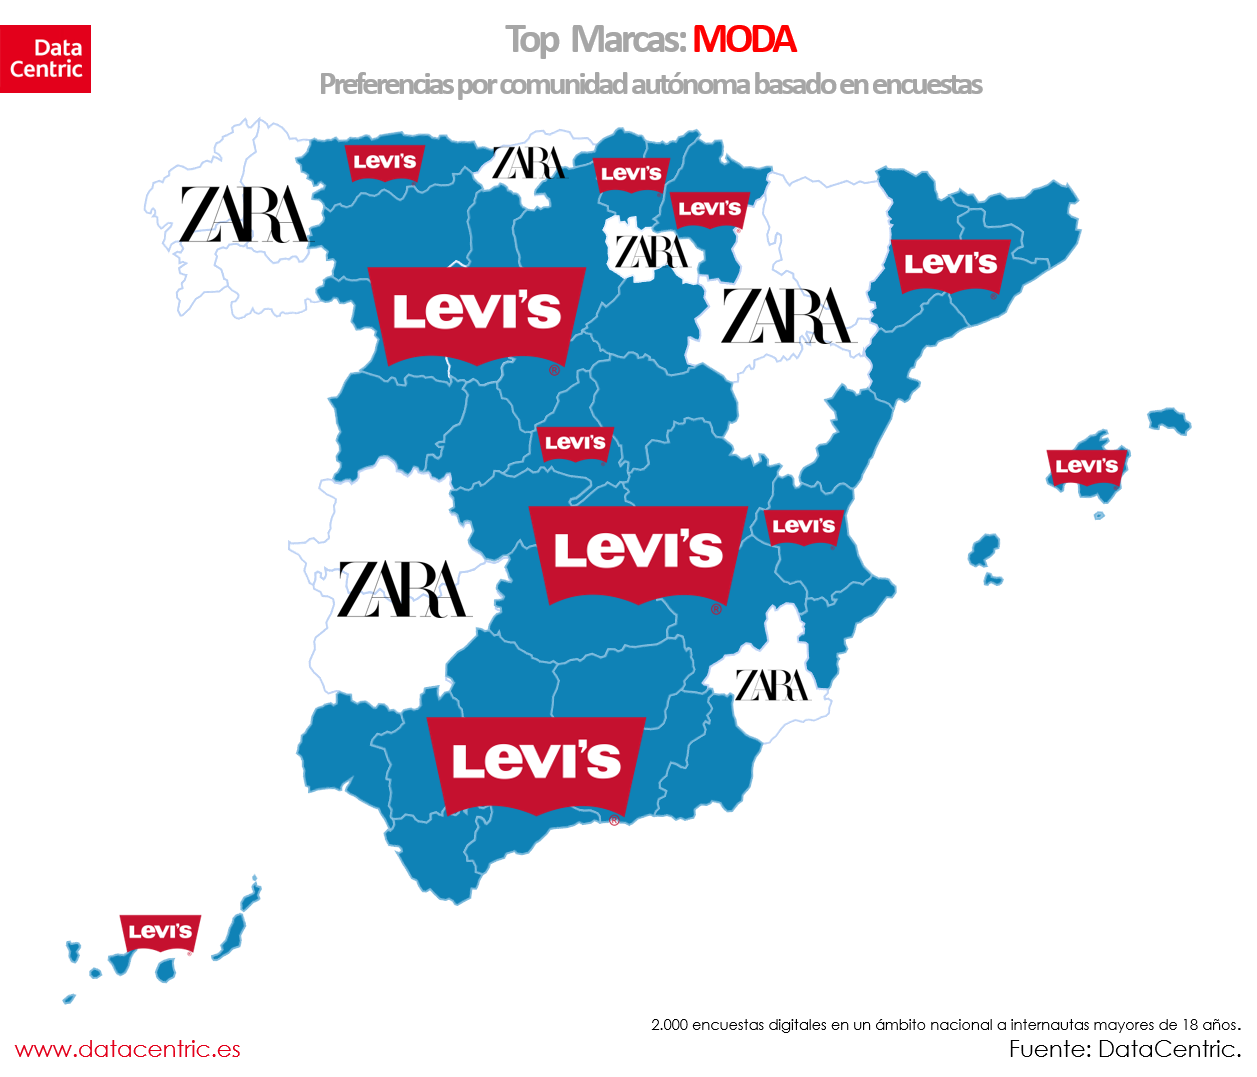 Data
Centric
Top Marcas: MODA
Preferencias por comunidad autónoma basado en encuestas
LEVI'S
ZARA
LEVI'S
LEVI'S
ZARA
ZARA
LEVI'S
LEVI'S ®
ZARA
LEVI'S
LEVI'S
LEVI'S ®
LEVI'S
ZARA
ZARA
LEVI'S ®
LEVI'S
2.000 encuestas digitales en un ámbito nacional a internautas mayores de 18 años.
www.datacentric.es
Fuente: DataCentric.